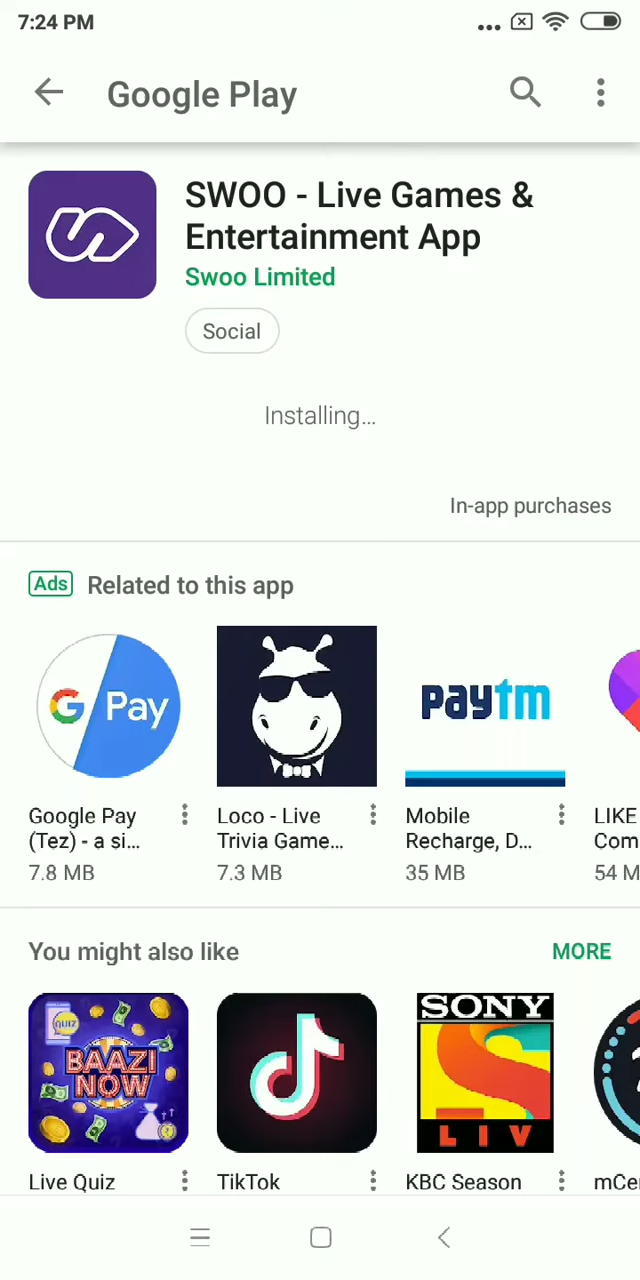 7:24 PM
Google Play
SWOO - Live Games &
Entertainment App
Swoo Limited
Social
Installing...
In-app purchases
Ads Related to this app
G Pay
paytm
Google Pay
(Tez) - a si...
7.8 MB
Loco - Live
Trivia Game...
7.3 MB
Mobile
Recharge, D...
35 MB
LIKE
Com
54 M
You might also like
MORE
QUIZ
BAAZI
NOW
SONY
LIV
Live Quiz
TikTok
KBC Season
mCen